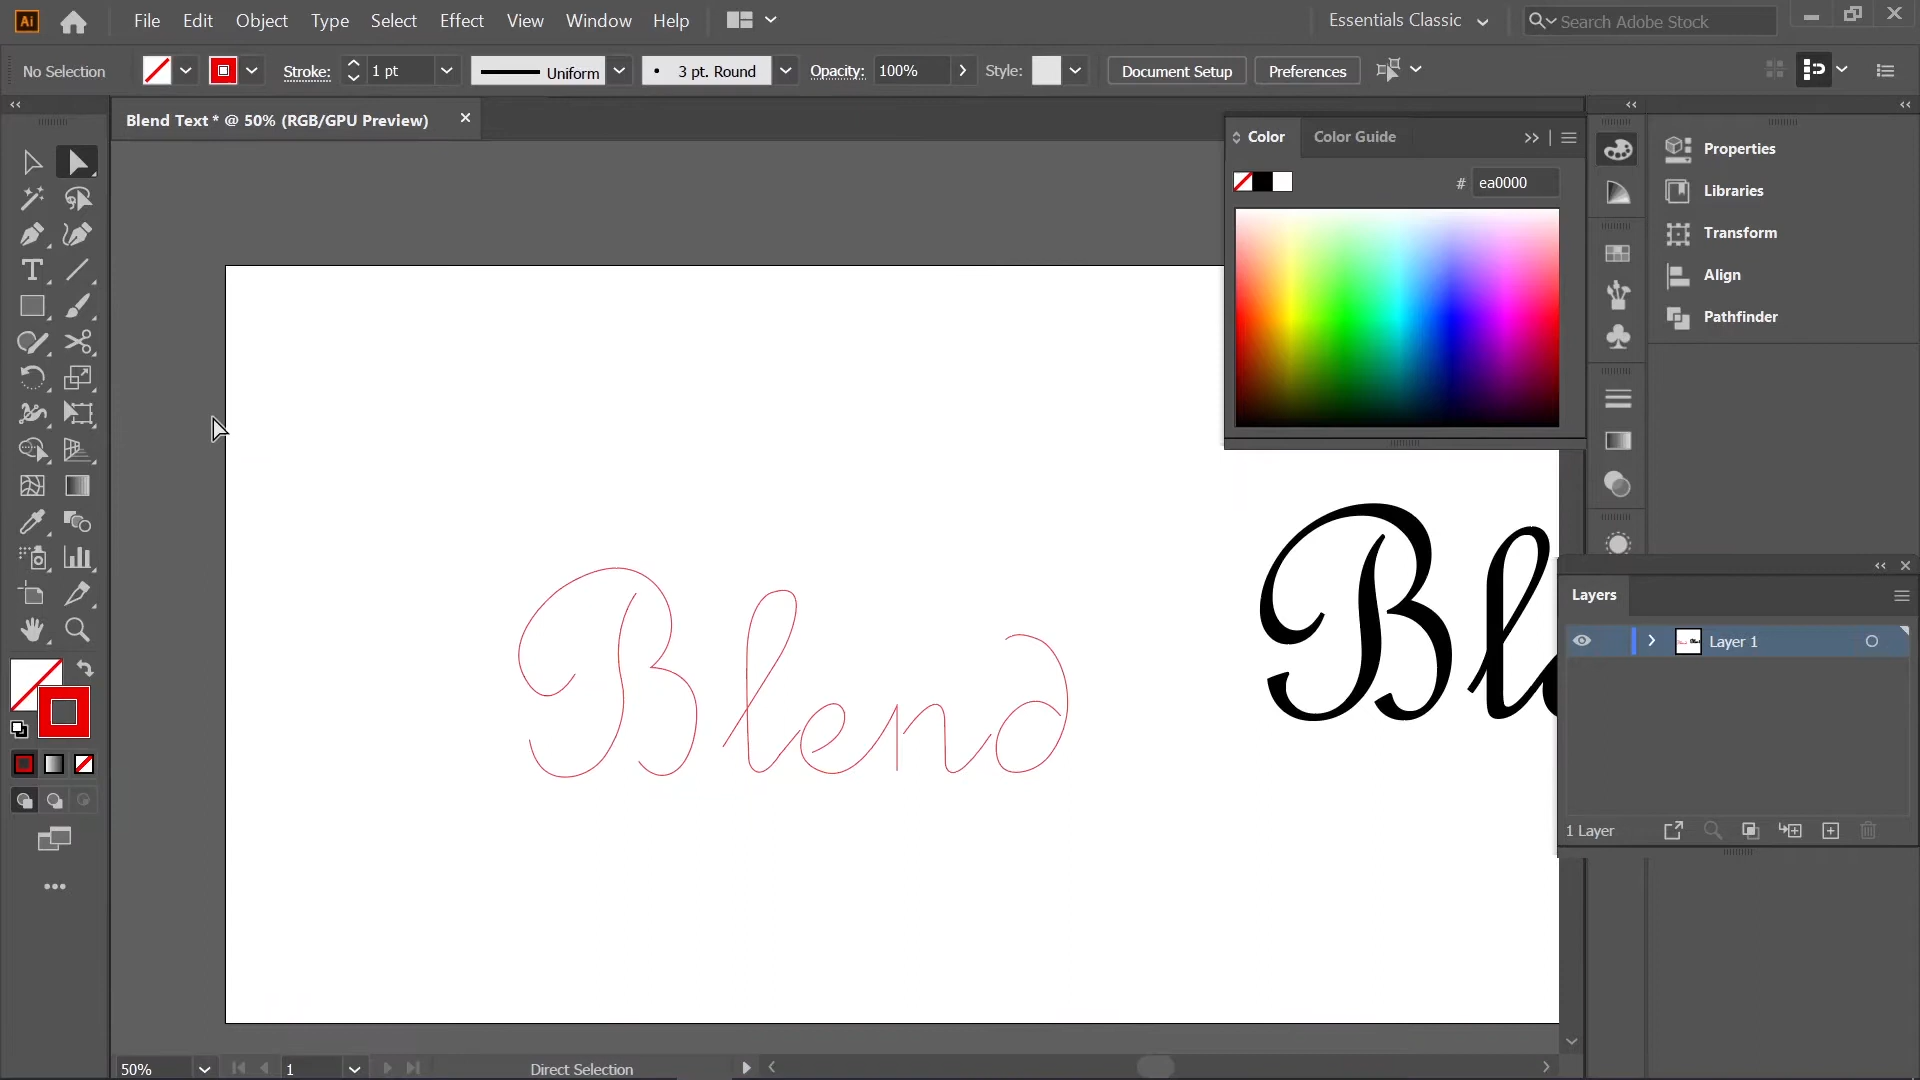 Ai File Edit Object Type Select Effect View Window Help Essentials Classic Search Adobe Stock
No Selection Stroke: 1 pt Uniform 3 pt. Round Opacity: 100% Style: Document Setup Preferences
Blend Text * @ 50% (RGB/GPU Preview)
Color Color Guide
# ea0000
Properties
Libraries
Transform
Align
Pathfinder
Blend
Ble
Layers
Layer 1
1 Layer
50% 1 Direct Selection